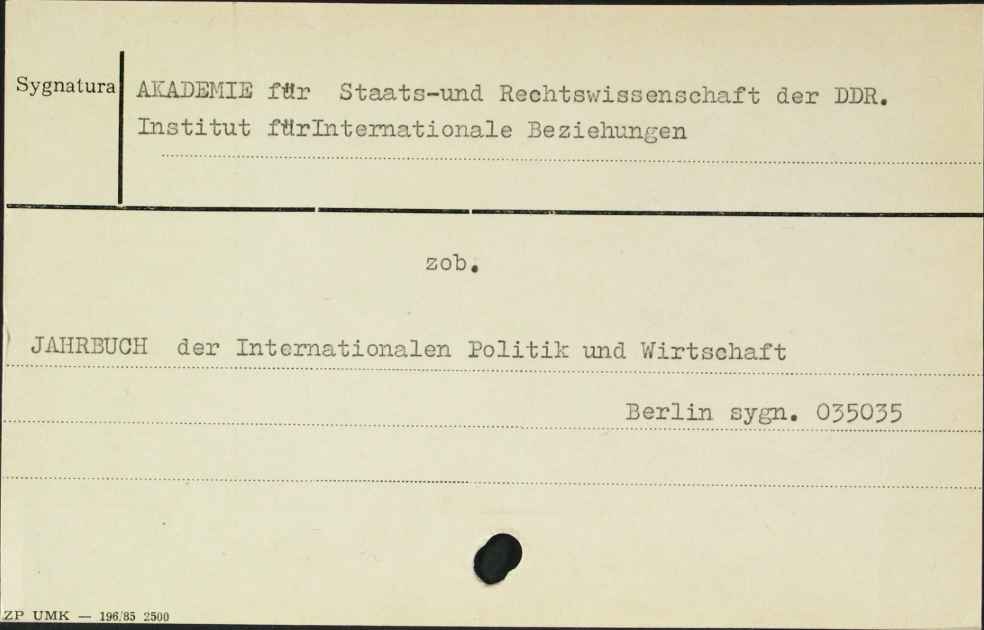 Sygnatura
AKADEMIE für Staats-und Rechtswissenschaft der DDR.
Institut fürInternationale Beziehungen
zob.
JAHRBUCH der Internationalen Politik und Wirtschaft
Berlin sygn. 035035
ZP UMK — 196/85 2500